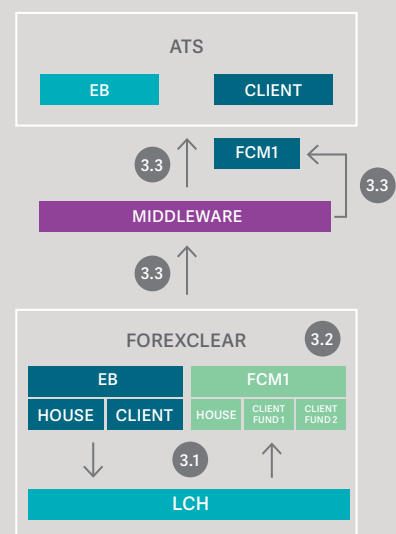 ATS
EB
CLIENT
3.3
FCM1
3.3
MIDDLEWARE
3.3
FOREXCLEAR
3.2
EB
FCM1
HOUSE
CLIENT
HOUSE
CLIENT
FUND 1
CLIENT
FUND 2
3.1
LCH